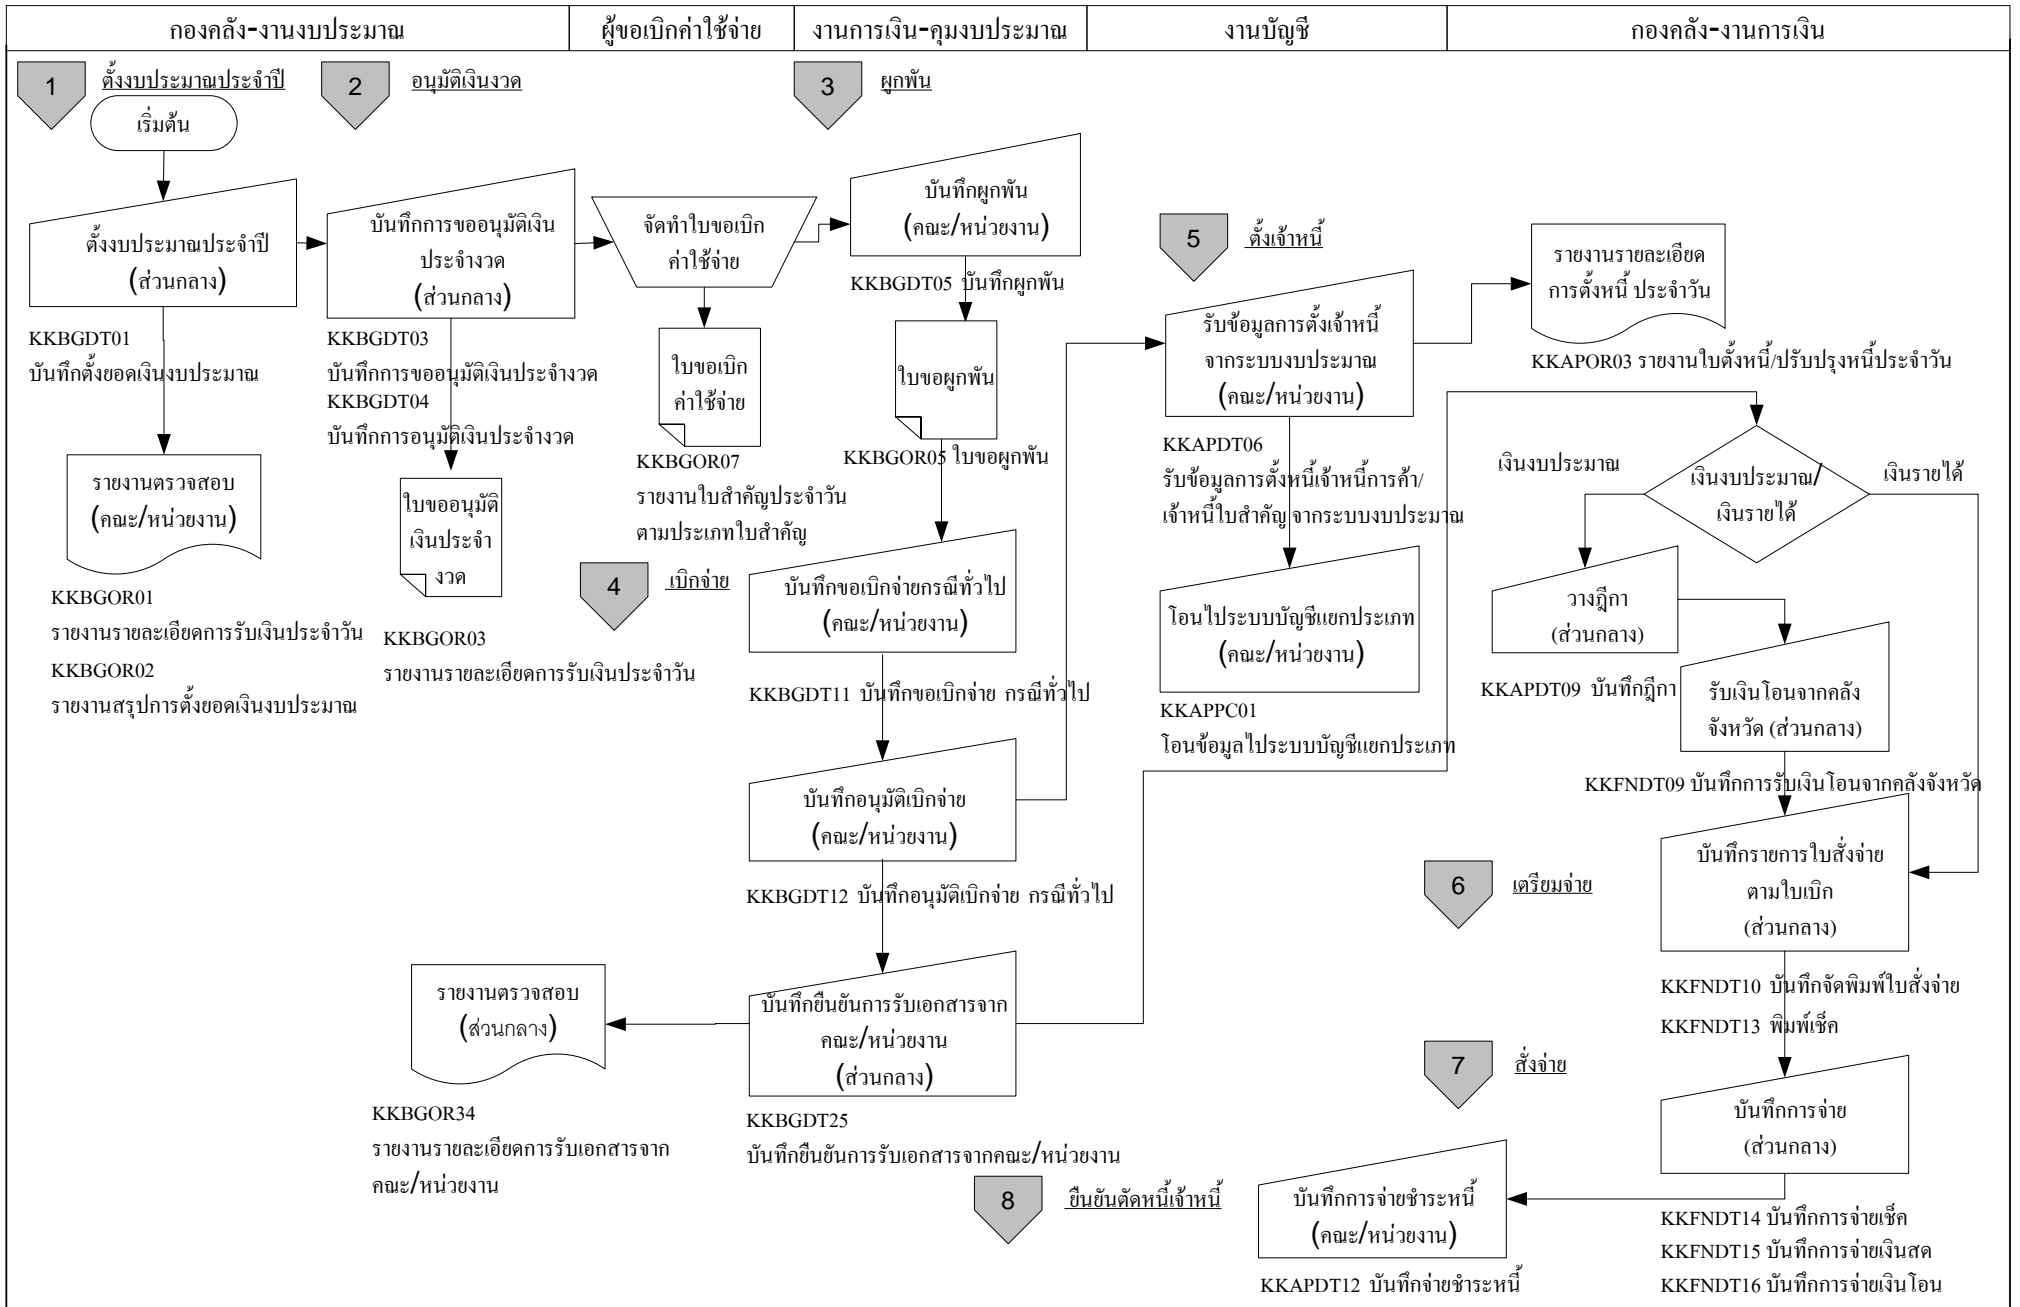 กองคลัง-งานงบประมาณ
ผู้ขอเบิกค่าใช้จ่าย
งานการเงิน-คุมงบประมาณ
งานบัญชี
กองคลัง-งานการเงิน
1
ตั้งงบประมาณประจำปี
เริ่มต้น
ตั้งงบประมาณประจำปี
(ส่วนกลาง)
KKBGDT01
บันทึกตั้งยอดเงินงบประมาณ
รายงานตรวจสอบ
(คณะ/หน่วยงาน)
KKBGOR01
รายงานรายละเอียดการรับเงินประจำวัน
KKBGOR02
รายงานสรุปการตั้งยอดเงินงบประมาณ
2
อนุมัติเงินงวด
บันทึกการขออนุมัติเงิน
ประจำงวด
(ส่วนกลาง)
KKBGDT03
บันทึกการขออนุมัติเงินประจำงวด
KKBGDT04
บันทึกการอนุมัติเงินประจำงวด
ใบขออนุมัติ
เงินประจำ
งวด
KKBGOR03
รายงานรายละเอียดการรับเงินประจำวัน
จัดทำใบขอเบิก
ค่าใช้จ่าย
ใบขอเบิก
ค่าใช้จ่าย
KKBGOR07
รายงานใบสำคัญประจำวัน
ตามประเภทใบสำคัญ
3
ผูกพัน
บันทึกผูกพัน
(คณะ/หน่วยงาน)
KKBGDT05 บันทึกผูกพัน
ใบขอผูกพัน
KKBGOR05 ใบขอผูกพัน
4
เบิกจ่าย
บันทึกขอเบิกจ่ายกรณีทั่วไป
(คณะ/หน่วยงาน)
KKBGDT11 บันทึกขอเบิกจ่าย กรณีทั่วไป
บันทึกอนุมัติเบิกจ่าย
(คณะ/หน่วยงาน)
KKBGDT12 บันทึกอนุมัติเบิกจ่าย กรณีทั่วไป
บันทึกยืนยันการรับเอกสารจาก
คณะ/หน่วยงาน
(ส่วนกลาง)
KKBGDT25
บันทึกยืนยันการรับเอกสารจากคณะ/หน่วยงาน
รายงานตรวจสอบ
(ส่วนกลาง)
KKBGOR34
รายงานรายละเอียดการรับเอกสารจาก
คณะ/หน่วยงาน
5
ตั้งเจ้าหนี้
รับข้อมูลการตั้งเจ้าหนี้
จากระบบงบประมาณ
(คณะ/หน่วยงาน)
KKAPDT06
รับข้อมูลการตั้งหนี้เจ้าหนี้การค้า/
เจ้าหนี้ใบสำคัญ จากระบบงบประมาณ
โอนไประบบบัญชีแยกประเภท
(คณะ/หน่วยงาน)
KKAPPC01
โอนข้อมูลไประบบบัญชีแยกประเภท
รายงานรายละเอียด
การตั้งหนี้ ประจำวัน
KKAPOR03 รายงานใบตั้งหนี้/ปรับปรุงหนี้ประจำวัน
เงินงบประมาณ
เงินงบประมาณ/
เงินรายได้
เงินรายได้
วางฎีกา
(ส่วนกลาง)
KKAPDT09 บันทึกฎีกา
รับเงินโอนจากคลัง
จังหวัด (ส่วนกลาง)
KKFNDT09 บันทึกการรับเงินโอนจากคลังจังหวัด
6
เตรียมจ่าย
บันทึกรายการใบสั่งจ่าย
ตามใบเบิก
(ส่วนกลาง)
KKFNDT10 บันทึกจัดพิมพ์ใบสั่งจ่าย
KKFNDT13 พิมพ์เช็ค
7
สั่งจ่าย
บันทึกการจ่าย
(ส่วนกลาง)
KKFNDT14 บันทึกการจ่ายเช็ค
KKFNDT15 บันทึกการจ่ายเงินสด
KKFNDT16 บันทึกการจ่ายเงินโอน
8
ยืนยันตัดหนี้เจ้าหนี้
บันทึกการจ่ายชำระหนี้
(คณะ/หน่วยงาน)
KKAPDT12 บันทึกจ่ายชำระหนี้